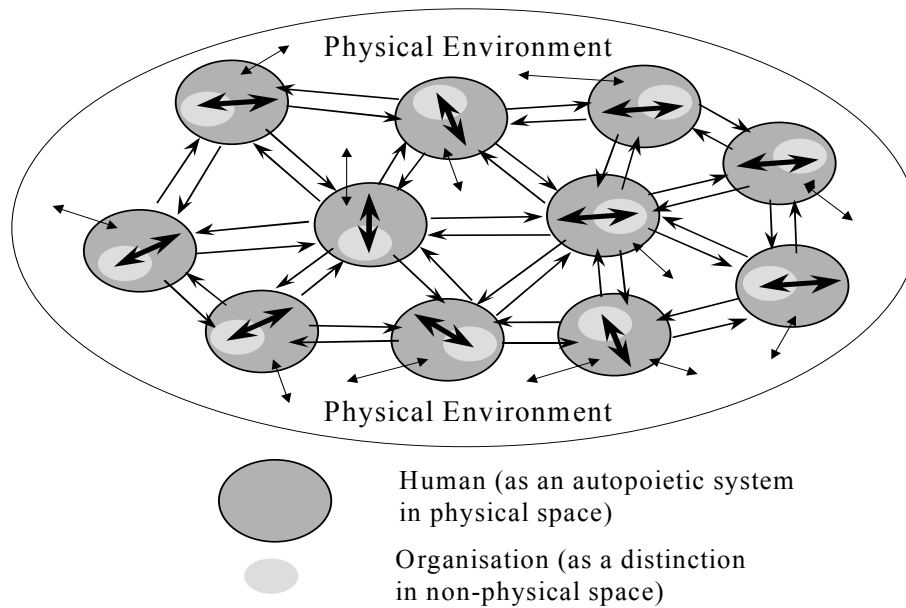 Physical Environment
Physical Environment
Human (as an autopoietic system
in physical space)
Organisation (as a distinction
in non-physical space)